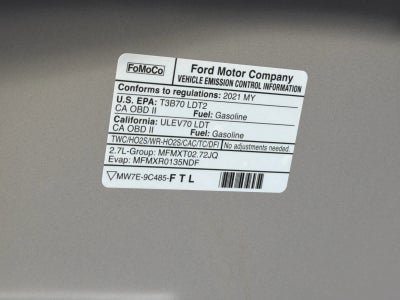 FoMoCo
Ford Motor Company
VEHICLE EMISSION CONTROL INFORMATION
Conforms to regulations: 2021 MY
U.S. EPA: T3B70 LDT2
CA OBD II Fuel: Gasoline
California: ULEV70 LDT
CA OBD II Fuel: Gasoline
TWC/HO2S/WR-HO2S/CAC/TC/DFI No adjustments needed.
2.7L-Group: MFMXT02.72JQ
Evap: MFMXR0135NDF
MW7E-9C485-FTL